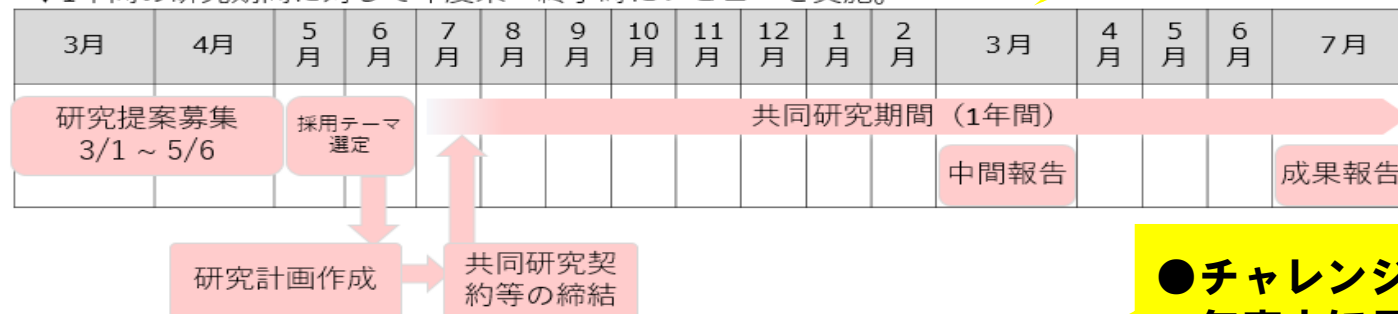 3月 4月 5月 6月 7月 8月 9月 10月 11月 12月 1月 2月 3月 4月 5月 6月 7月
研究提案募集
3/1 ~ 5/6
採用テーマ
選定
共同研究期間（1年間）
中間報告
成果報告
研究計画作成
共同研究契
約等の締結
●チャレンジ